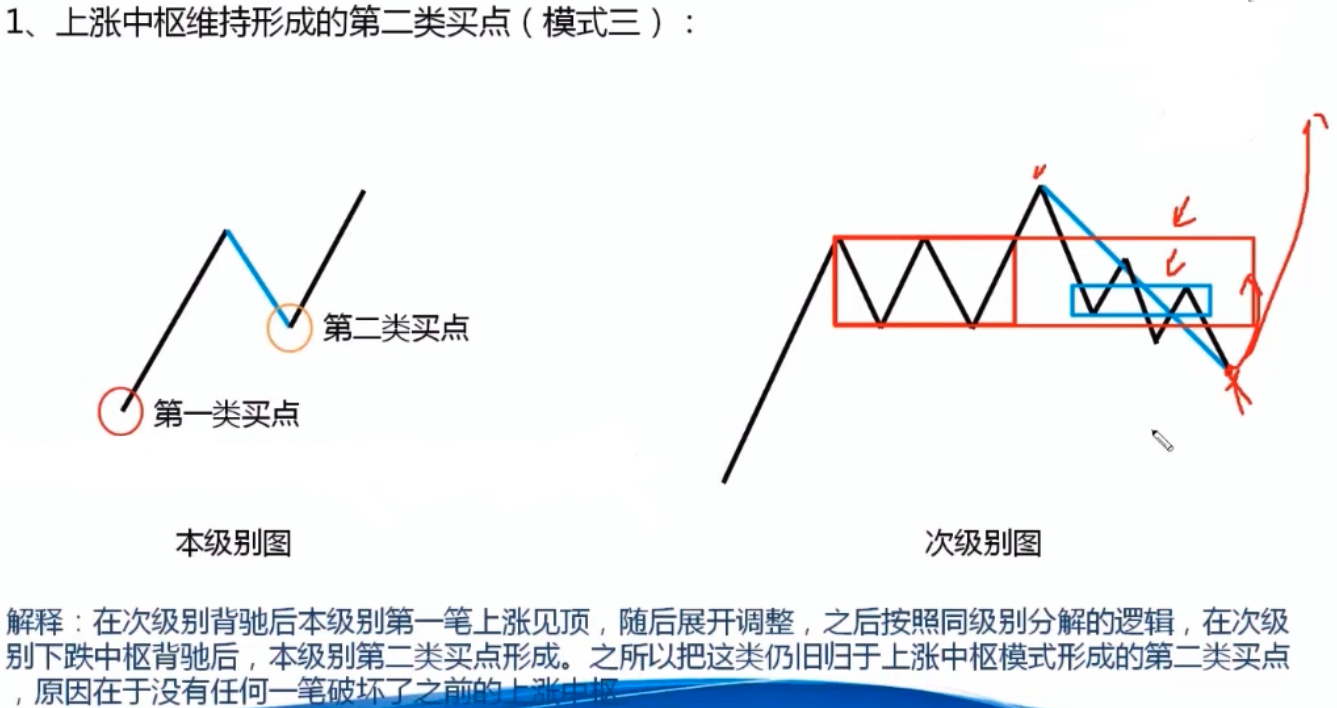 1、上涨中枢维持形成的第二类买点（模式三）：
第二类买点
第一类买点
本级别图
次级别图
解释：在次级别背驰后本级别第一笔上涨见顶，随后展开调整，之后按照同级别分解的逻辑，在次级
别下跌中枢背驰后，本级别第二类买点形成。之所以把这类仍旧归于上涨中枢模式形成的第二类买点
，原因在于没有任何一笔破坏了之前的上涨中枢